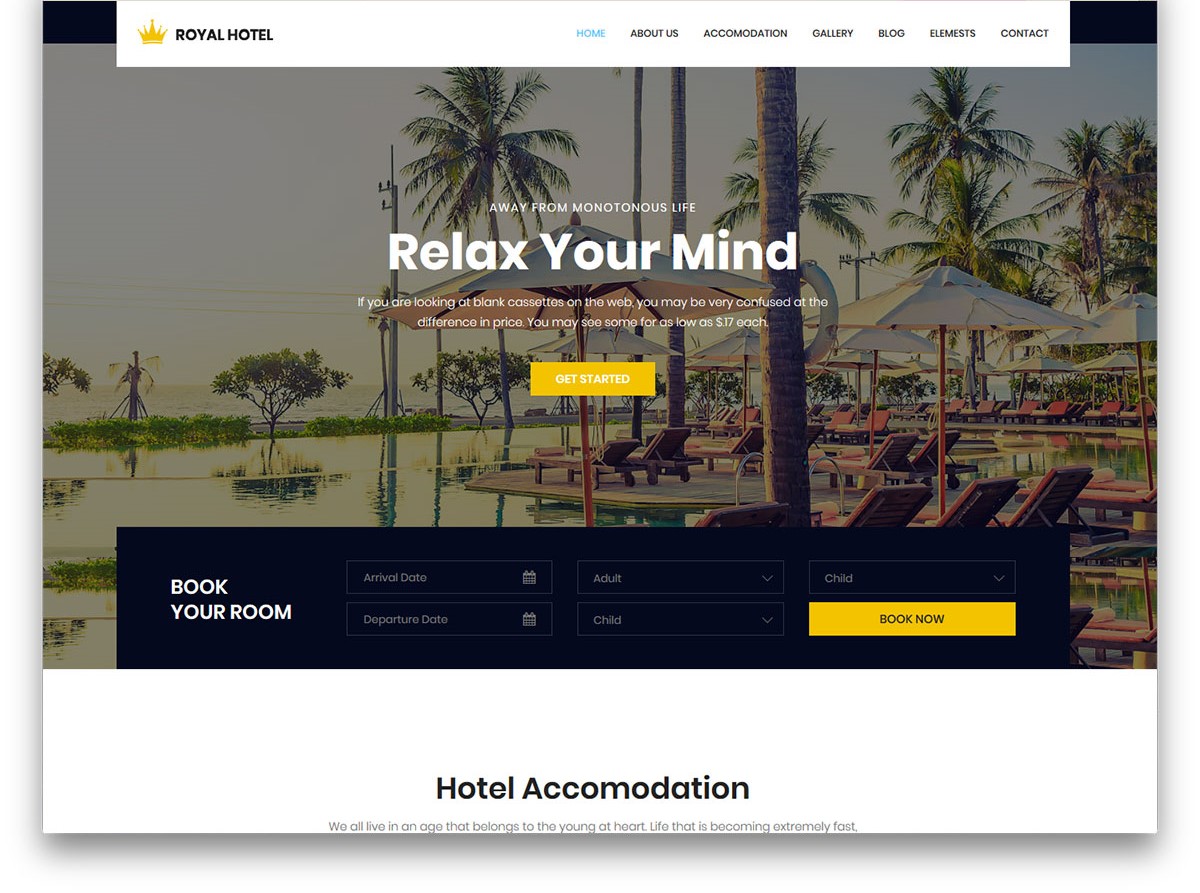 ROYAL HOTEL
HOME ABOUT US ACCOMODATION GALLERY BLOG ELEMESTS CONTACT
AWAY FROM MONOTONOUS LIFE
Relax Your Mind
If you are looking at blank cassettes on the web, you may be very confused at the
difference in price. You may see some for as low as $.17 each.
GET STARTED
BOOK
YOUR ROOM
Arrival Date
Departure Date
Adult
Child
Child
BOOK NOW
Hotel Accomodation
We all live in an age that belongs to the young at heart. Life that is becoming extremely fast,